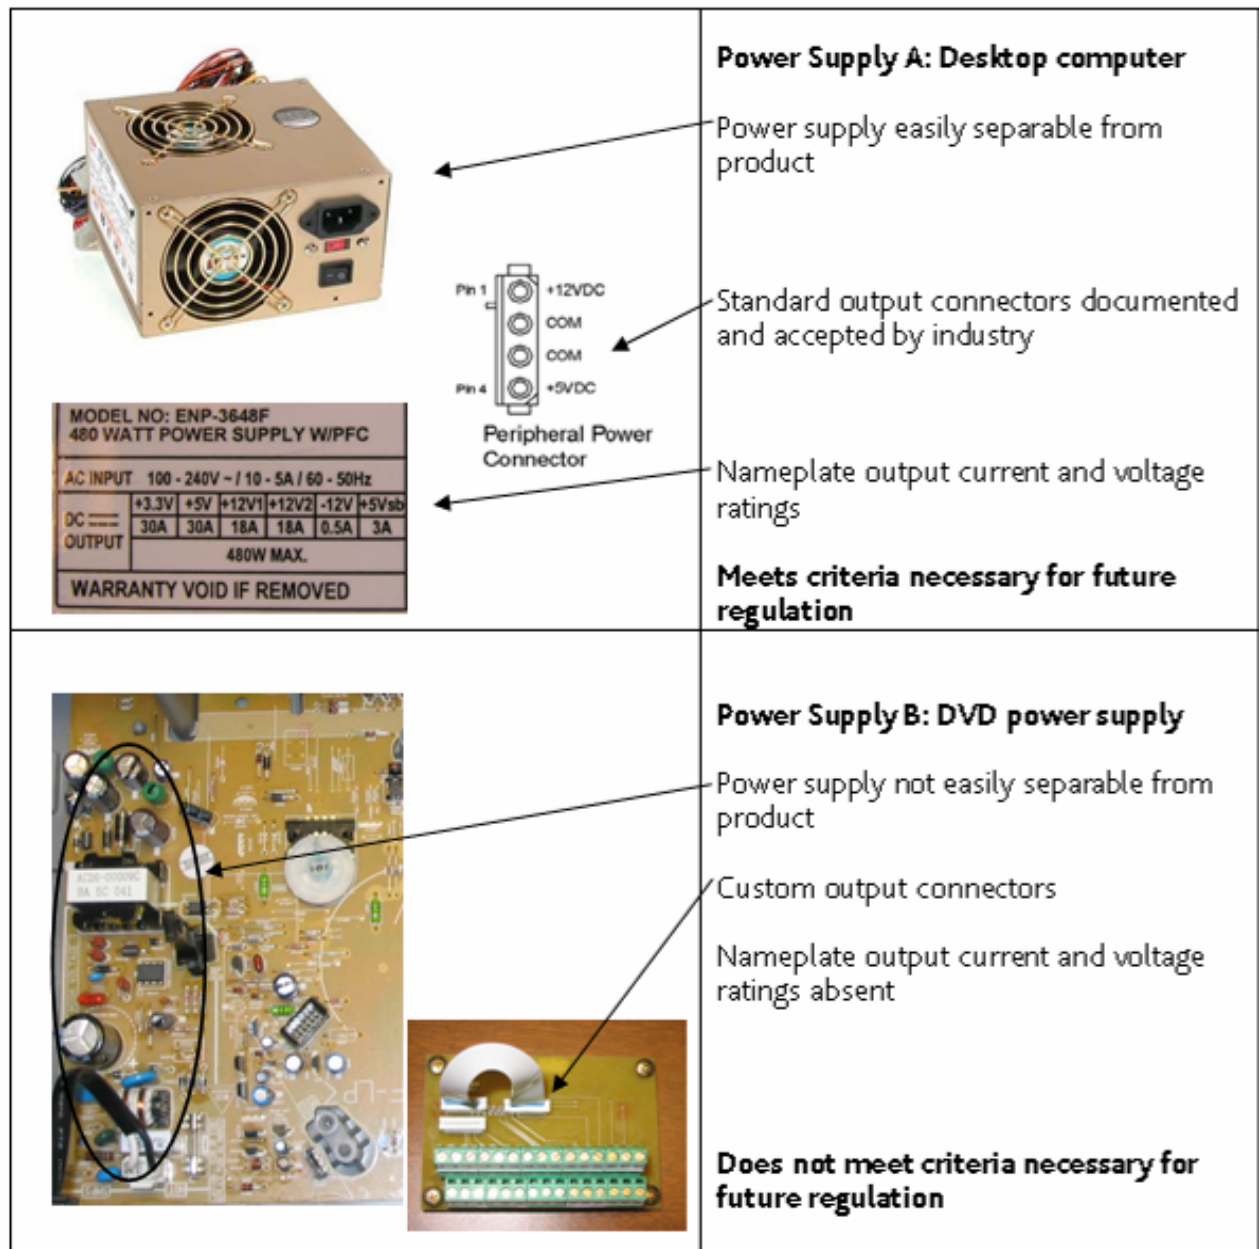 Power Supply A: Desktop computer
Power supply easily separable from
product
Pin 1
+12VDC
COM
COM
Pin 4
+5VDC
Peripheral Power
Connector
Standard output connectors documented
and accepted by industry
MODEL NO: ENP-3648F
480 WATT POWER SUPPLY W/PFC
AC INPUT 100 - 240V ~ / 10 - 5A / 60 - 50Hz
DC OUTPUT
+3.3V +5V +12V1 +12V2 -12V +5Vsb
30A 30A 18A 18A 0.5A 3A
480W MAX.
WARRANTY VOID IF REMOVED
Nameplate output current and voltage
ratings
Meets criteria necessary for future
regulation
Power Supply B: DVD power supply
Power supply not easily separable from
product
Custom output connectors
Nameplate output current and voltage
ratings absent
Does not meet criteria necessary for
future regulation